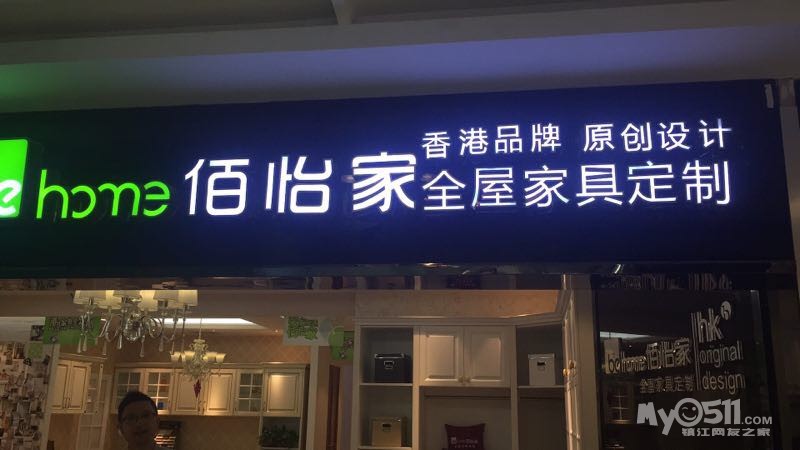 e home 佰怡家
香港品牌 原创设计
全屋家具定制
behome 佰怡家
全屋家具定制
hk
original
design
My0511.com
镇江网友之家